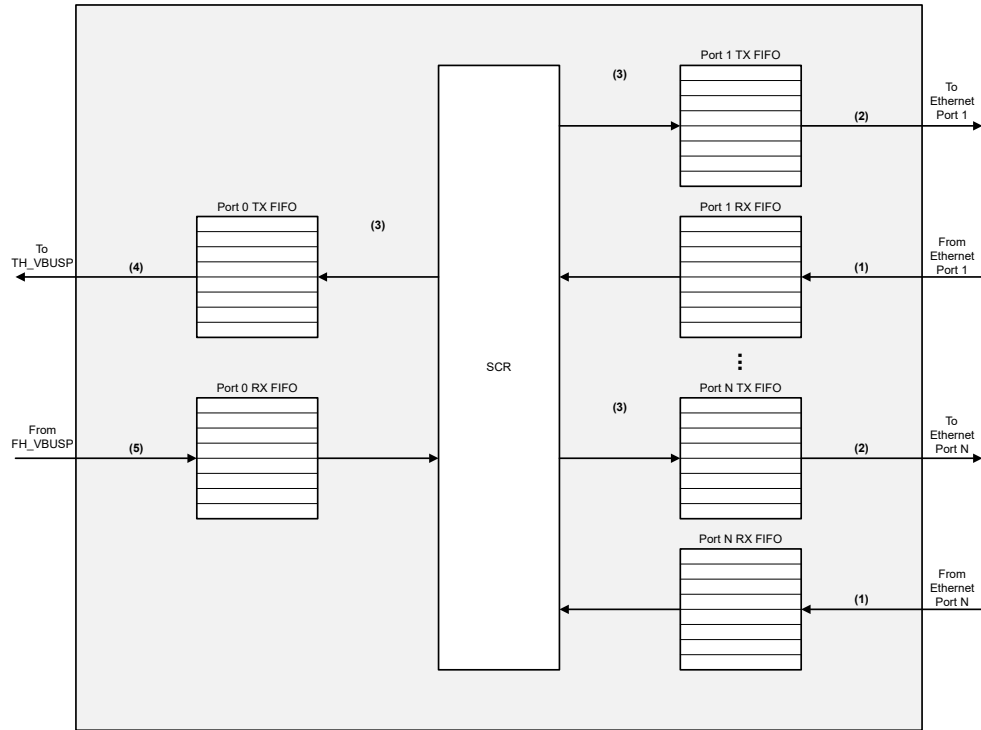 Port 1 TX FIFO
(3)
(2)
To
Ethernet
Port 1
Port 0 TX FIFO
(3)
To
TH_VBUSP
(4)
Port 1 RX FIFO
(1)
From
Ethernet
Port 1
SCR
Port 0 RX FIFO
From
FH_VBUSP
(5)
Port N TX FIFO
(3)
(2)
To
Ethernet
Port N
Port N RX FIFO
(1)
From
Ethernet
Port N